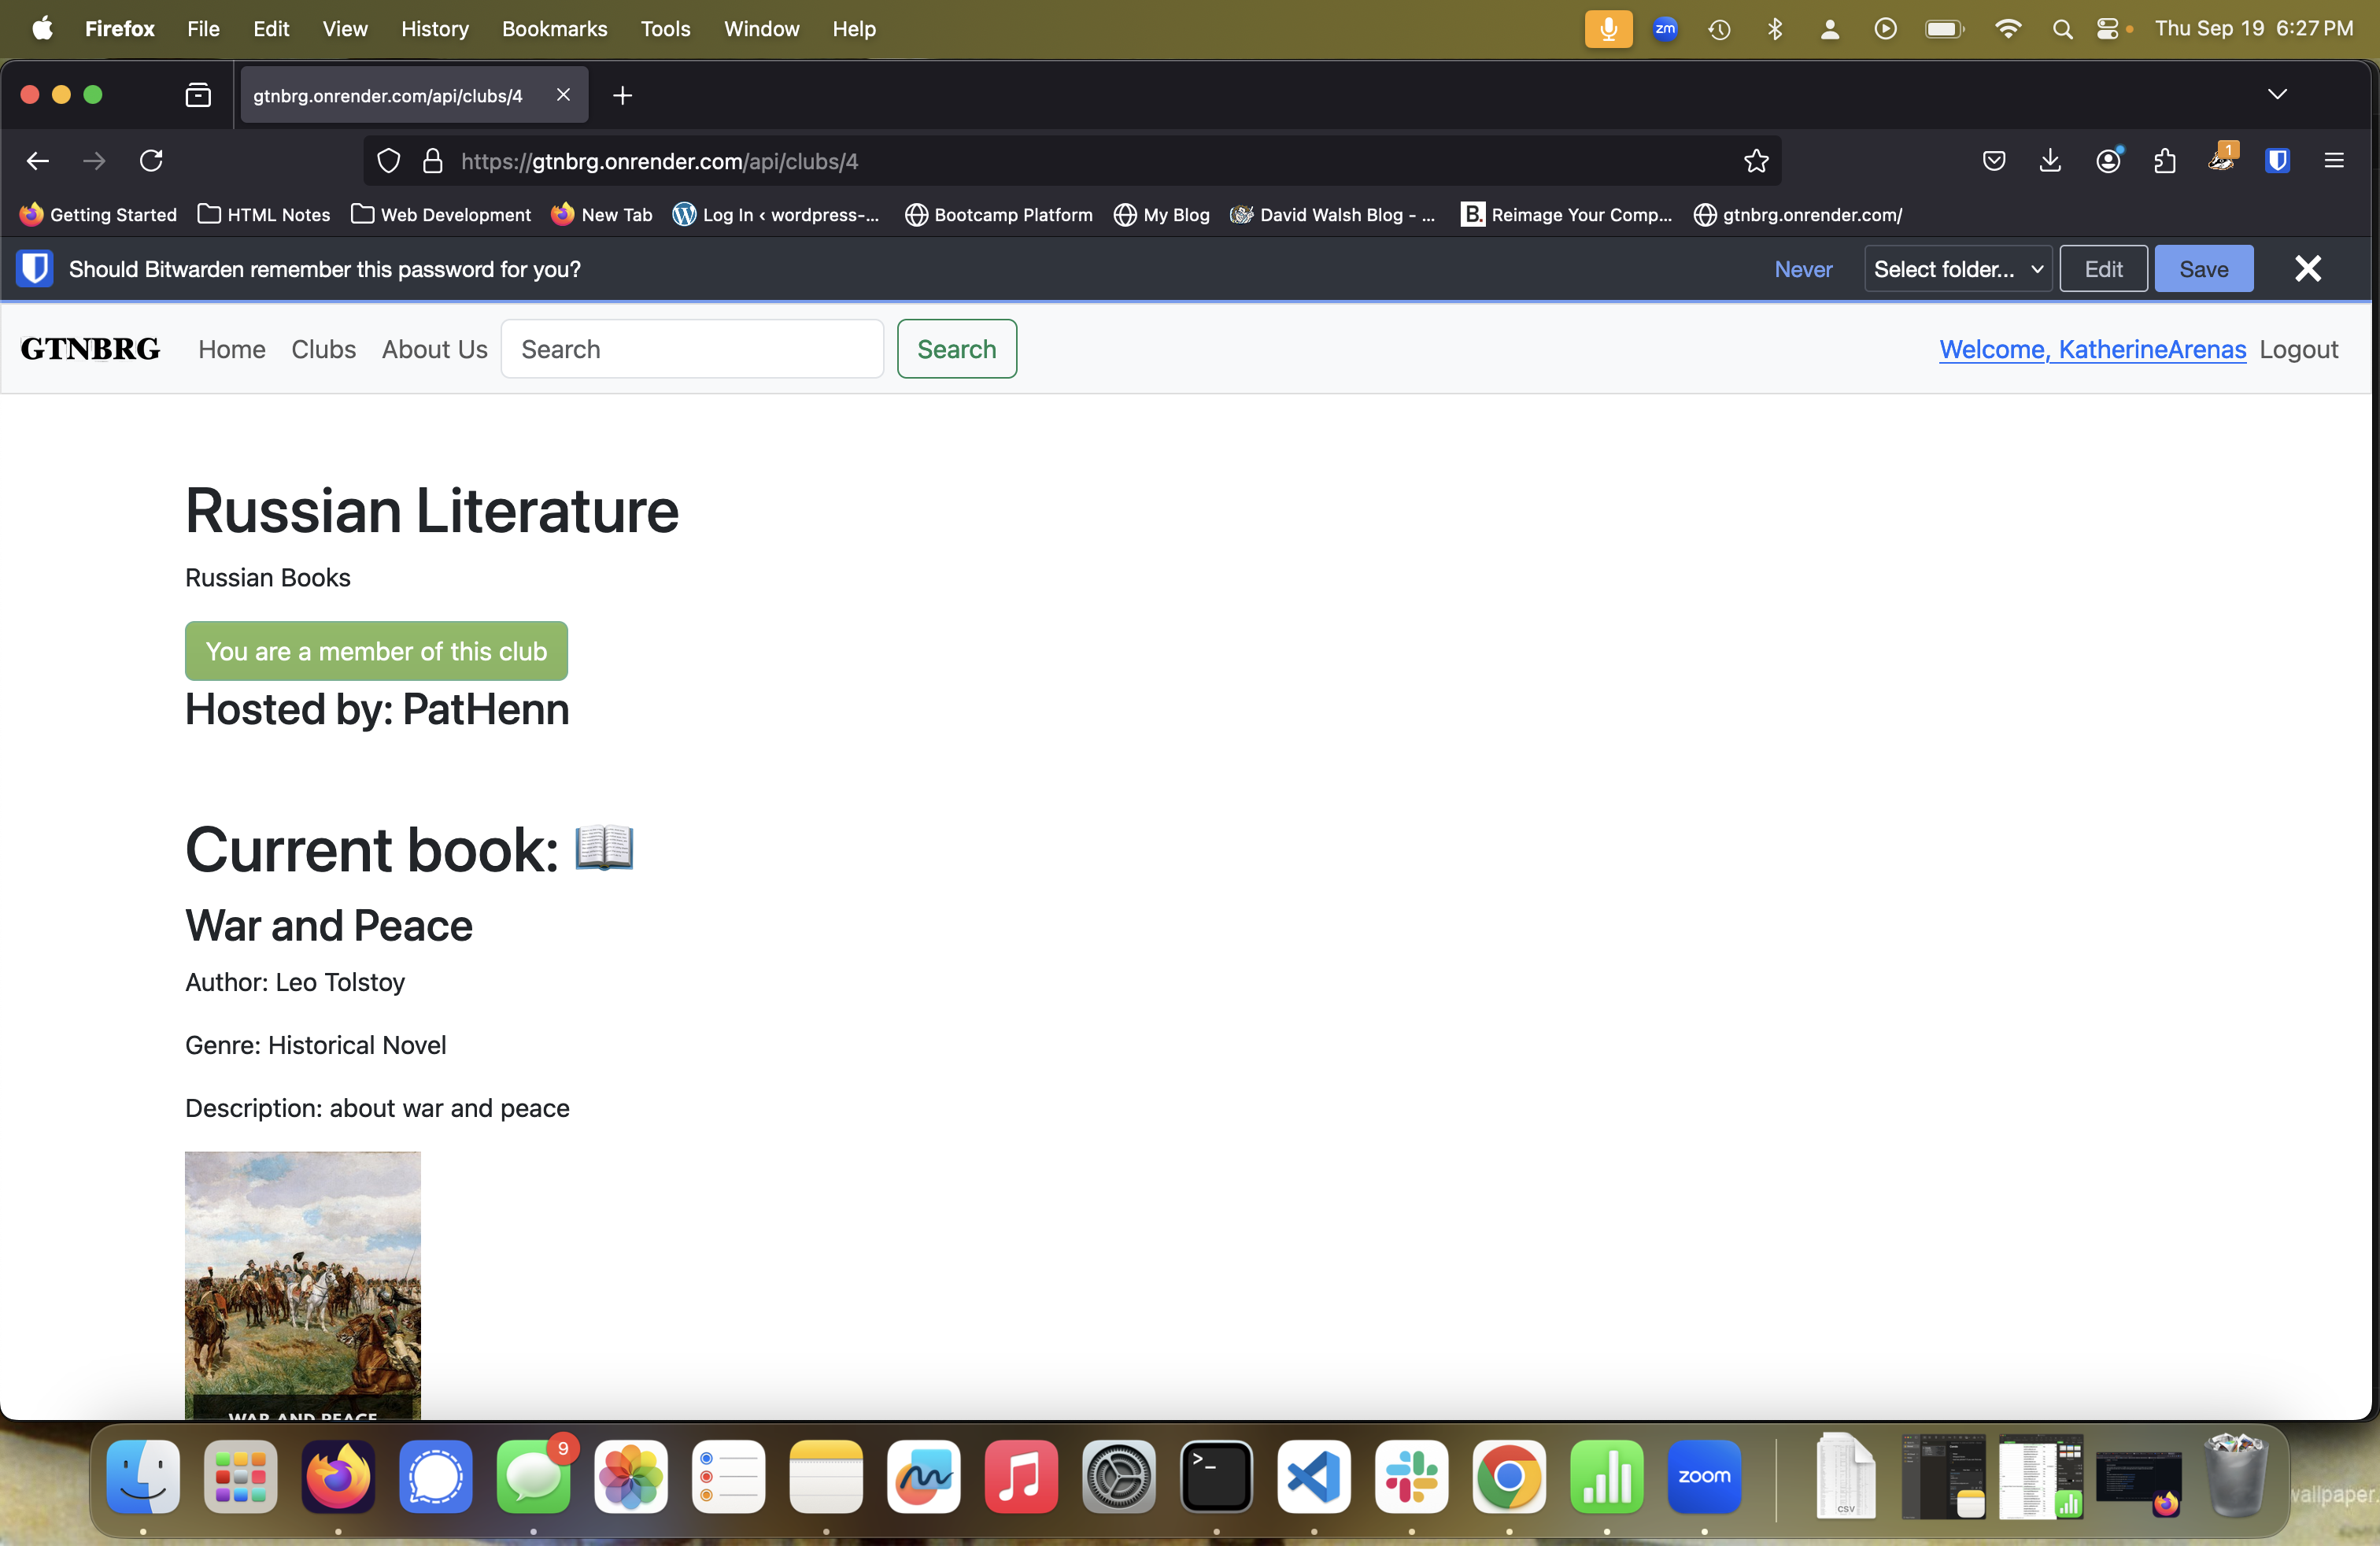 Firefox File Edit View History Bookmarks Tools Window Help zm Thu Sep 19 6:27 PM
gtnbrg.onrender.com/api/clubs/4
https://gtnbrg.onrender.com/api/clubs/4 1
Getting Started HTML Notes Web Development New Tab Log In ‹ wordpress-... Bootcamp Platform My Blog David Walsh Blog - ... B. Reimage Your Comp... gtnbrg.onrender.com/
Should Bitwarden remember this password for you? Never Select folder... Edit Save
GTNBRG Home Clubs About Us Search Search Welcome, KatherineArenas Logout
Russian Literature
Russian Books
You are a member of this club
Hosted by: PatHenn
Current book:
War and Peace
Author: Leo Tolstoy
Genre: Historical Novel
Description: about war and peace
WAR AND PEACE
9
zoom
CSV
wallpaper.